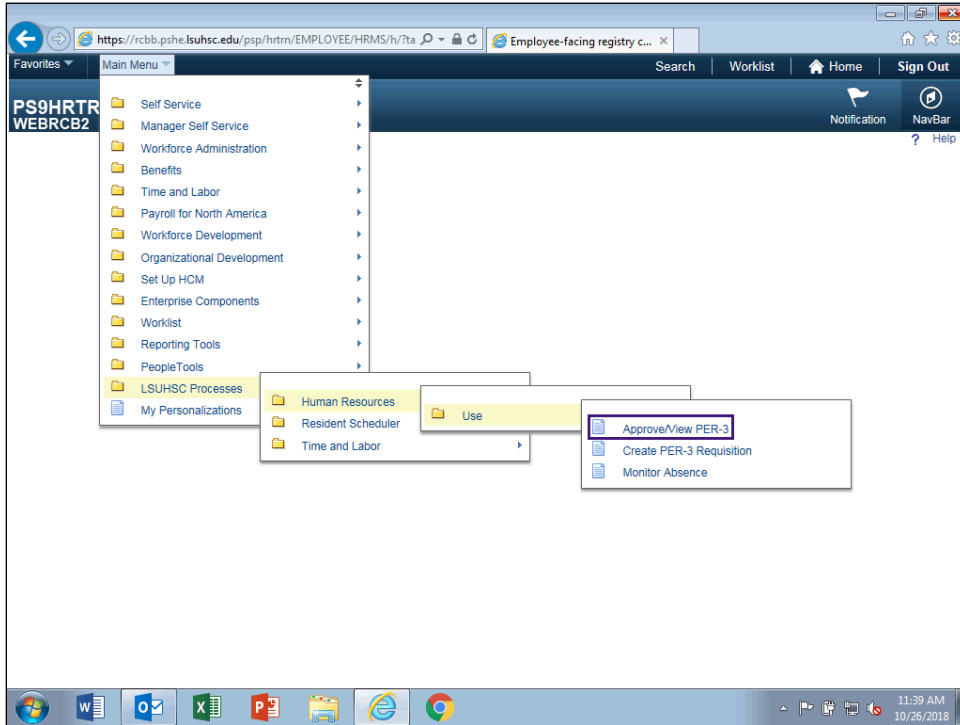 https://rcbb.pshe.lsuhsc.edu/psp/hrtrn/EMPLOYEE/HRMS/h/?ta
Employee-facing registry c...
Favorites
Main Menu
Search
Worklist
Home
Sign Out
PS9HRTR
WEBRCB2
Notification
NavBar
? Help
Self Service
Manager Self Service
Workforce Administration
Benefits
Time and Labor
Payroll for North America
Workforce Development
Organizational Development
Set Up HCM
Enterprise Components
Worklist
Reporting Tools
PeopleTools
LSUHSC Processes
My Personalizations
Human Resources
Resident Scheduler
Time and Labor
Use
Approve/View PER-3
Create PER-3 Requisition
Monitor Absence
11:39 AM
10/26/2018